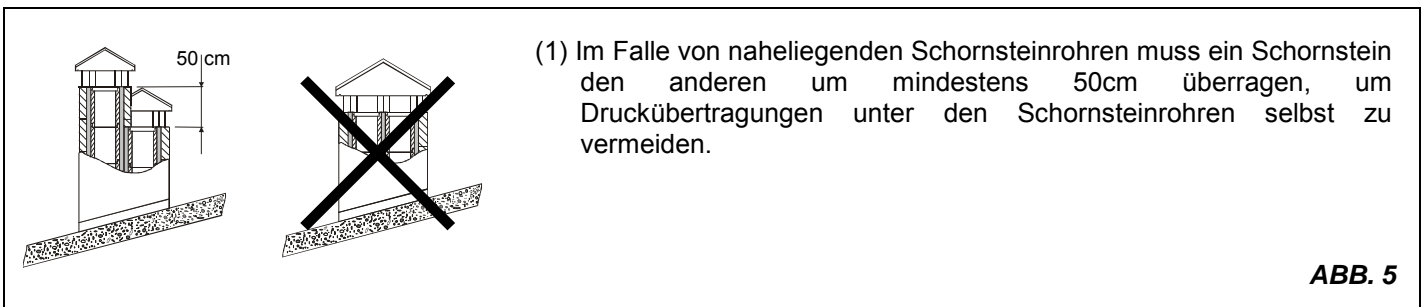 50 cm
(1) Im Falle von naheliegenden Schornsteinrohren muss ein Schornstein
den anderen um mindestens 50cm überragen, um
Druckübertragungen unter den Schornsteinrohren selbst zu
vermeiden.
ABB. 5